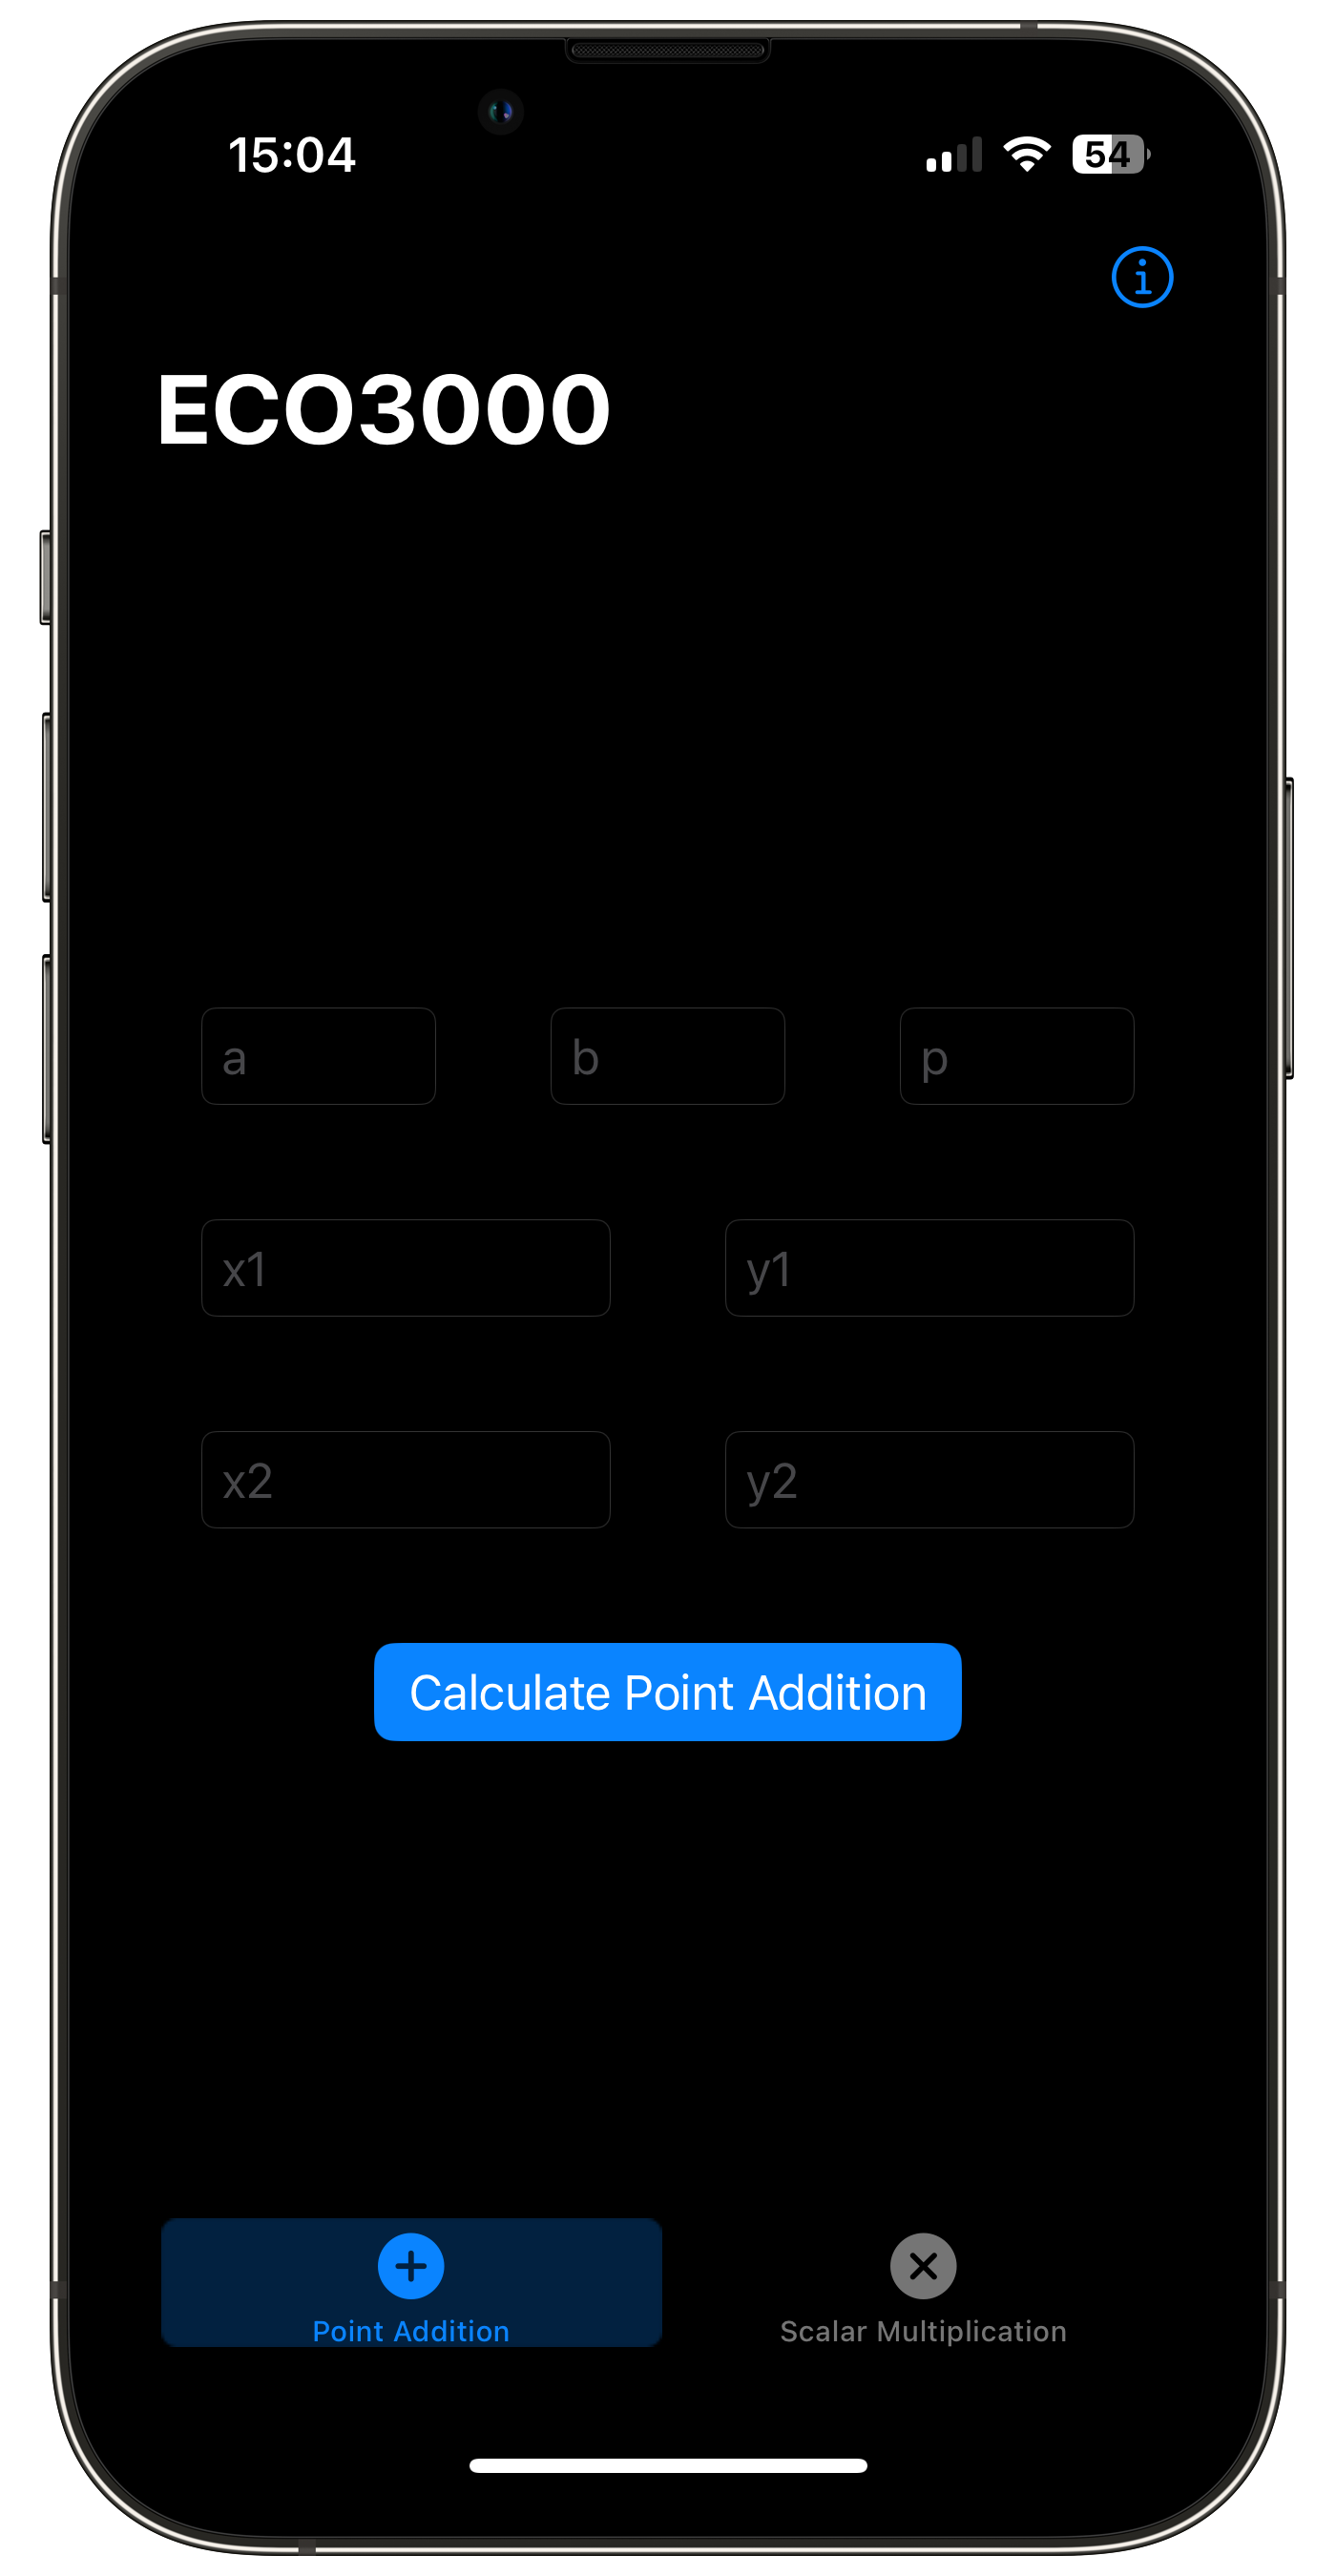 15:04 54
i
ECO3000
a b p
x1 y1
x2 y2
Calculate Point Addition
Point Addition Scalar Multiplication